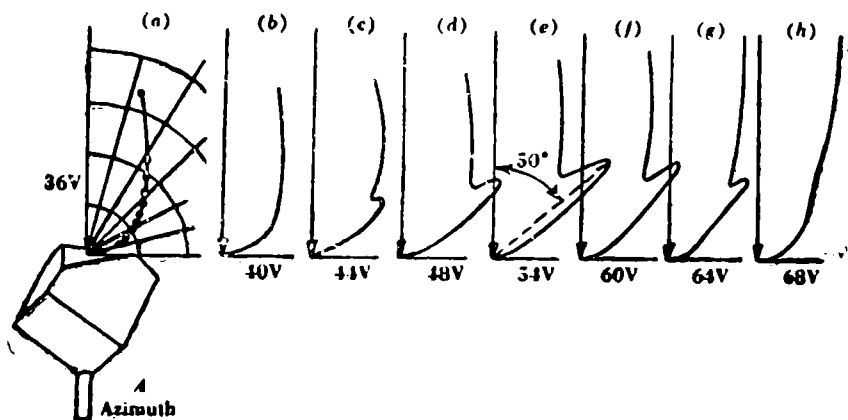 (a) (b) (c) (d) (e) (f) (g) (h)
50°
36V
40V 44V 48V 54V 60V 64V 68V
A
Azimuth